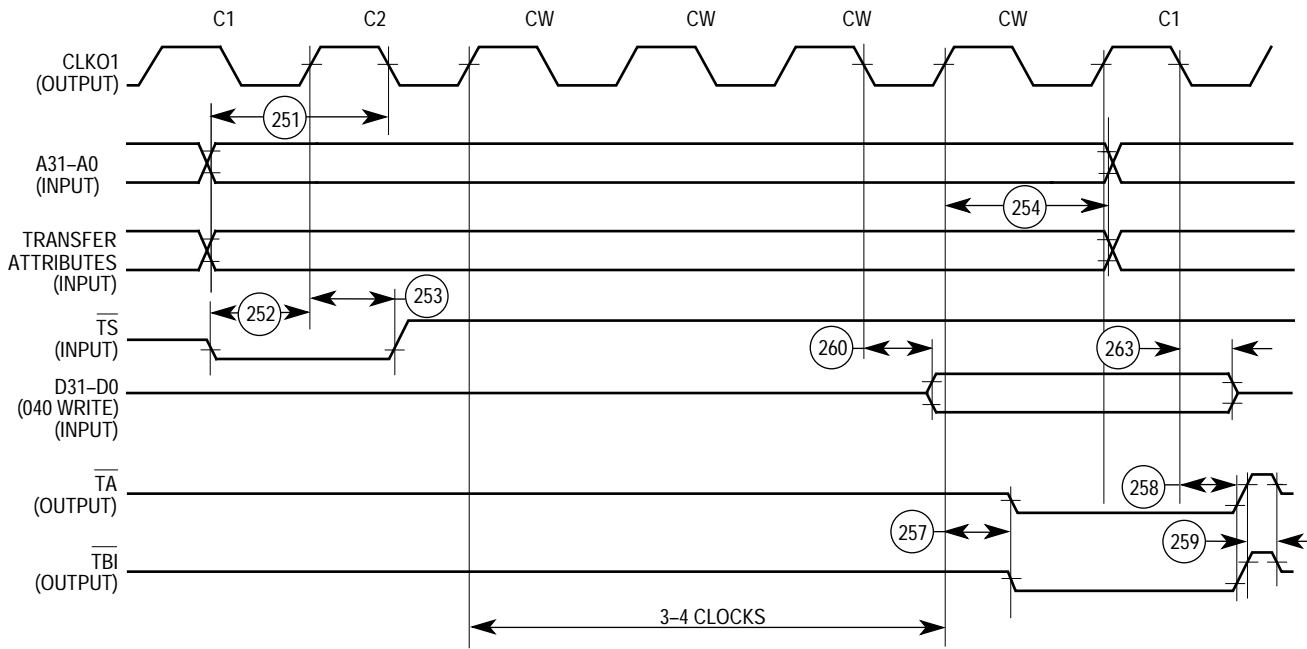 C1 C2 CW CW CW CW C1
CLKO1
(OUTPUT)
251
A31–A0
(INPUT)
254
TRANSFER
ATTRIBUTES
(INPUT)
252
253
TS
(INPUT)
260
263
D31–D0
(040 WRITE)
(INPUT)
TA
(OUTPUT)
258
257
259
TBI
(OUTPUT)
3–4 CLOCKS